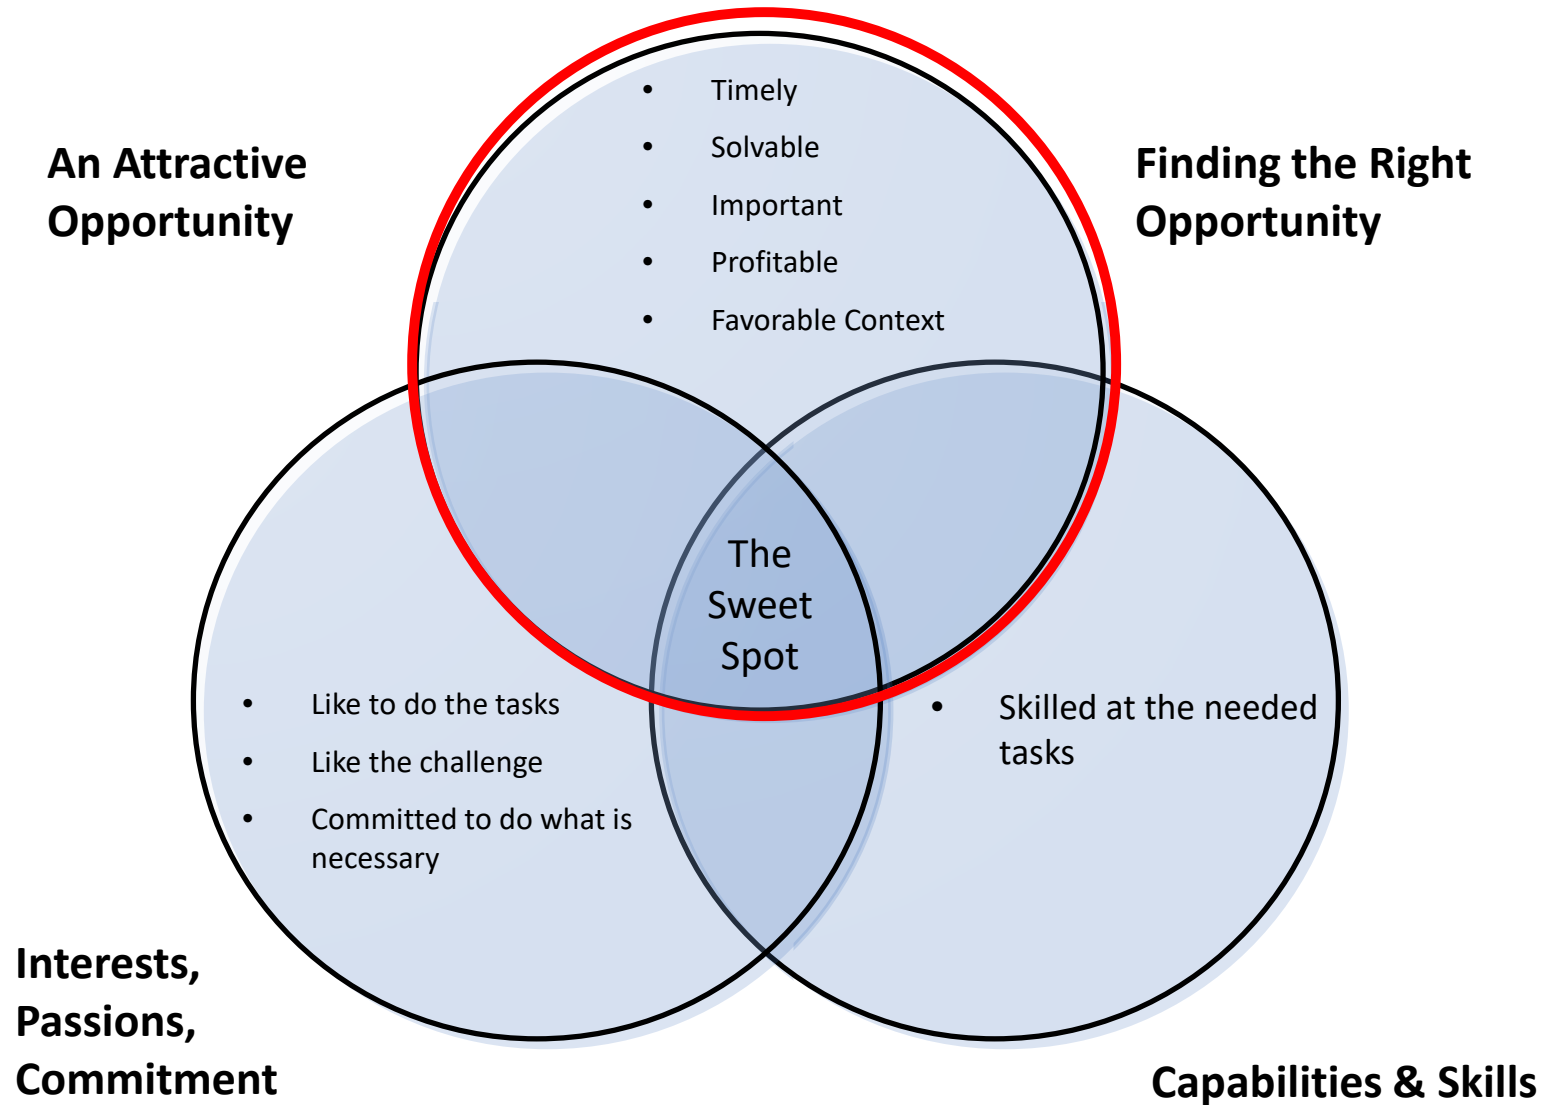 An Attractive
Opportunity
Finding the Right
Opportunity
• Timely
• Solvable
• Important
• Profitable
• Favorable Context
The
Sweet
Spot
• Like to do the tasks
• Like the challenge
• Committed to do what is
necessary
• Skilled at the needed
tasks
Interests,
Passions,
Commitment
Capabilities & Skills